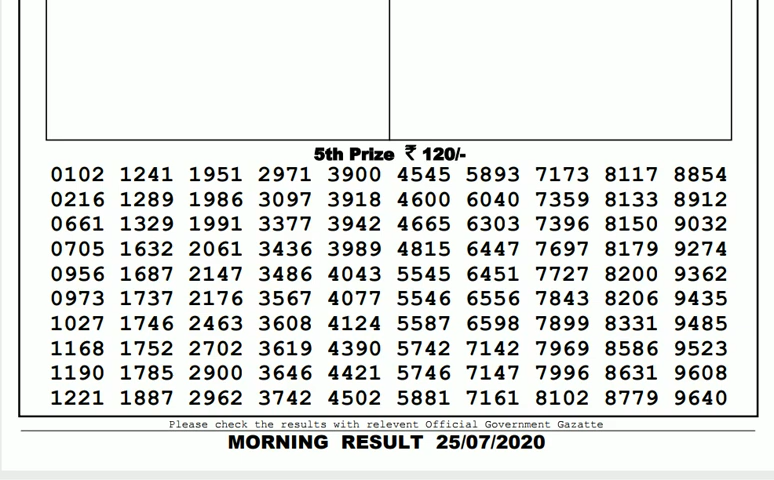 5th Prize ₹ 120/-
0102 1241 1951 2971 3900 4545 5893 7173 8117 8854
0216 1289 1986 3097 3918 4600 6040 7359 8133 8912
0661 1329 1991 3377 3942 4665 6303 7396 8150 9032
0705 1632 2061 3436 3989 4815 6447 7697 8179 9274
0956 1687 2147 3486 4043 5545 6451 7727 8200 9362
0973 1737 2176 3567 4077 5546 6556 7843 8206 9435
1027 1746 2463 3608 4124 5587 6598 7899 8331 9485
1168 1752 2702 3619 4390 5742 7142 7969 8586 9523
1190 1785 2900 3646 4421 5746 7147 7996 8631 9608
1221 1887 2962 3742 4502 5881 7161 8102 8779 9640
Please check the results with relevent Official Government Gazatte
MORNING RESULT 25/07/2020